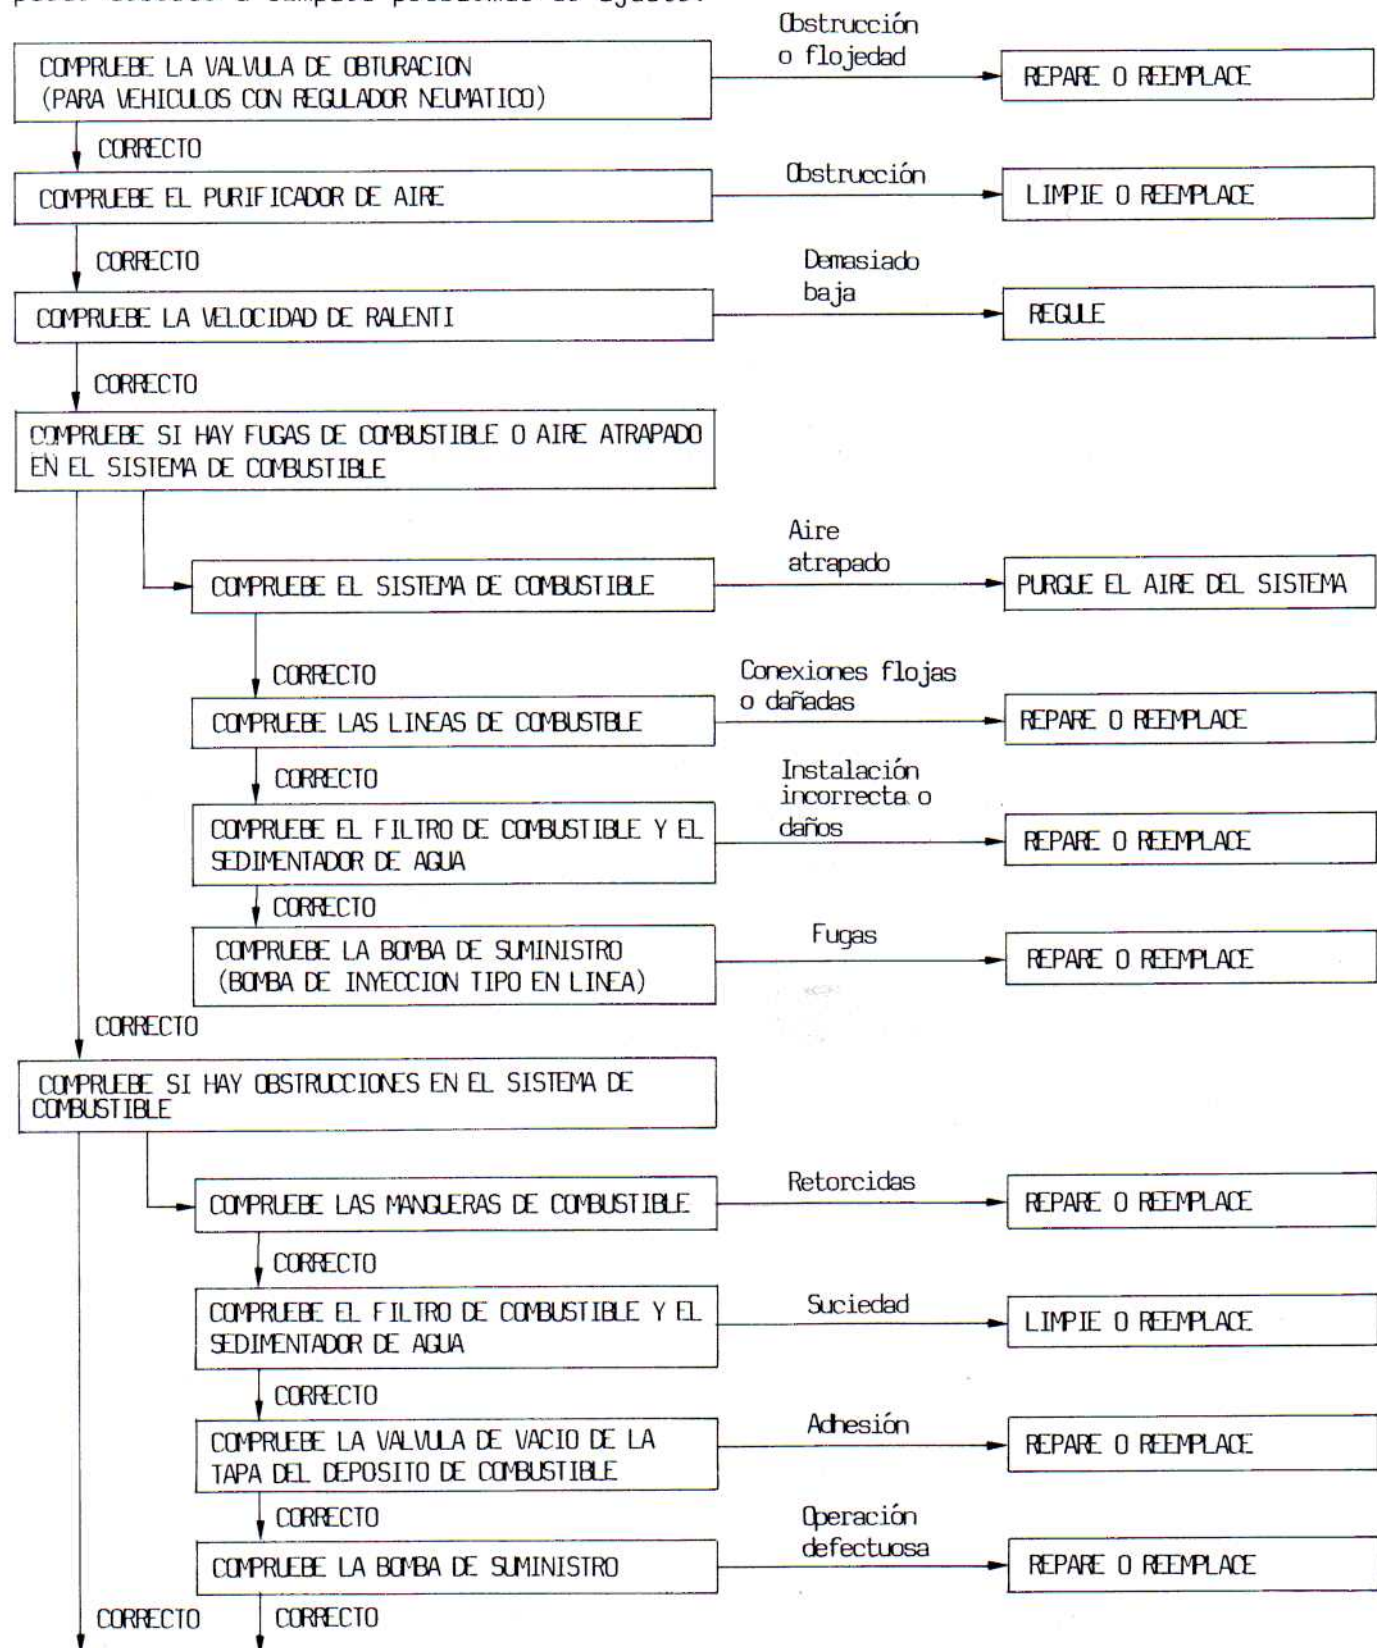 COMPRUEBE LA VALVULA DE OBTURACION
(PARA VEHICULOS CON REGULADOR NEUMATICO)
Obstrucción
o flojedad
REPARE O REEMPLACE
CORRECTO
COMPRUEBE EL PURIFICADOR DE AIRE
Obstrucción
LIMPIE O REEMPLACE
CORRECTO
COMPRUEBE LA VELOCIDAD DE RALENTI
Demasiado
baja
REGULE
CORRECTO
COMPRUEBE SI HAY FUGAS DE COMBUSTIBLE O AIRE ATRAPADO
EN EL SISTEMA DE COMBUSTIBLE
COMPRUEBE EL SISTEMA DE COMBUSTIBLE
Aire
atrapado
PURGUE EL AIRE DEL SISTEMA
CORRECTO
COMPRUEBE LAS LINEAS DE COMBUSTBLE
Conexiones flojas
o dañadas
REPARE O REEMPLACE
CORRECTO
COMPRUEBE EL FILTRO DE COMBUSTIBLE Y EL
SEDIMENTADOR DE AGUA
Instalación
incorrecta o
daños
REPARE O REEMPLACE
CORRECTO
COMPRUEBE LA BOMBA DE SUMINISTRO
(BOMBA DE INYECCION TIPO EN LINEA)
Fugas
REPARE O REEMPLACE
CORRECTO
COMPRUEBE SI HAY OBSTRUCCIONES EN EL SISTEMA DE
COMBUSTIBLE
COMPRUEBE LAS MANGUERAS DE COMBUSTIBLE
Retorcidas
REPARE O REEMPLACE
CORRECTO
COMPRUEBE EL FILTRO DE COMBUSTIBLE Y EL
SEDIMENTADOR DE AGUA
Suciedad
LIMPIE O REEMPLACE
CORRECTO
COMPRUEBE LA VALVULA DE VACIO DE LA
TAPA DEL DEPOSITO DE COMBUSTIBLE
Adhesión
REPARE O REEMPLACE
CORRECTO
COMPRUEBE LA BOMBA DE SUMINISTRO
Operación
defectuosa
REPARE O REEMPLACE
CORRECTO
CORRECTO